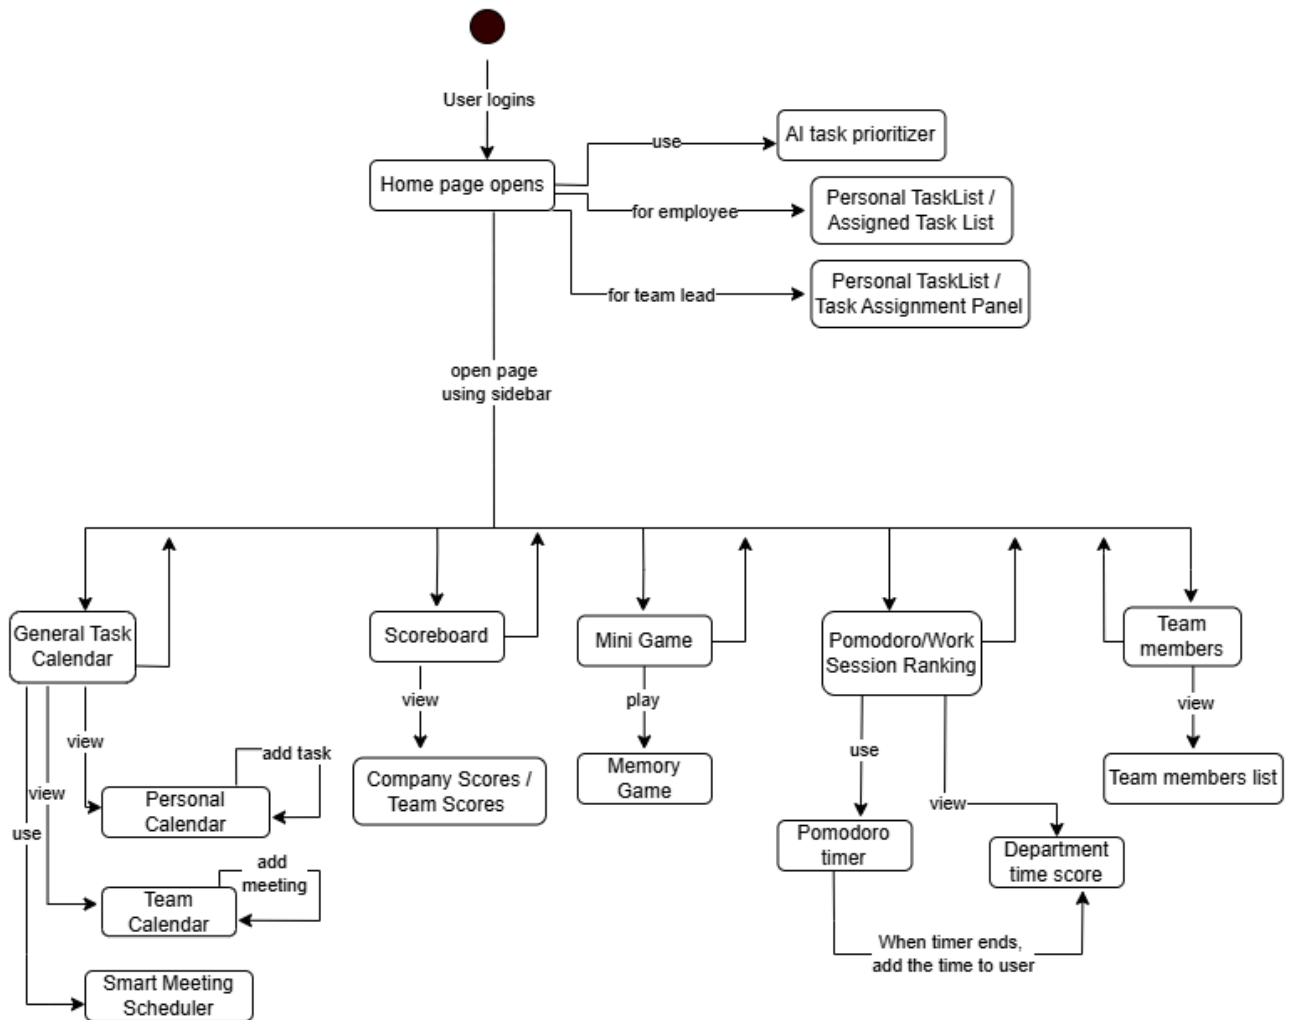 User logins
Home page opens
use
AI task prioritizer
for employee
Personal TaskList /
Assigned Task List
for team lead
Personal TaskList /
Task Assignment Panel
open page
using sidebar
General Task
Calendar
Scoreboard
Mini Game
Pomodoro/Work
Session Ranking
Team
members
view
view
use
add task
Personal
Calendar
add
meeting
Team
Calendar
Smart Meeting
Scheduler
view
Company Scores /
Team Scores
play
Memory
Game
use
Pomodoro
timer
view
Department
time score
When timer ends,
add the time to user
view
Team members list